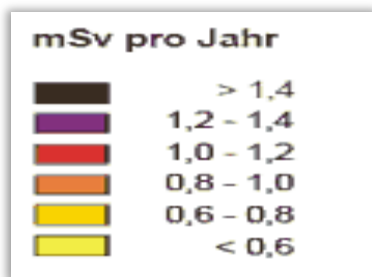 mSv pro Jahr
> 1,4
1,2 - 1,4
1,0 - 1,2
0,8 - 1,0
0,6 - 0,8
< 0,6